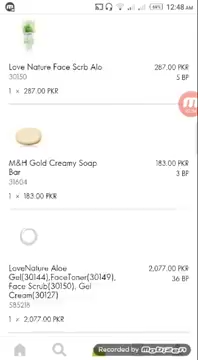 12:48 AM
Love Nature Face Scrb Alo
287.00 PKR
30150
5 BP
1 × 287.00 PKR
M&H Gold Creamy Soap
Bar
183.00 PKR
31604
3 BP
1 × 183.00 PKR
LoveNature Aloe
Gel(30144),FaceToner(30149),
Face Scrub(30150), Gel
Cream(30127)
2,077.00 PKR
36 BP
585218
1 × 2,077.00 PKR
Recorded by Mobizen